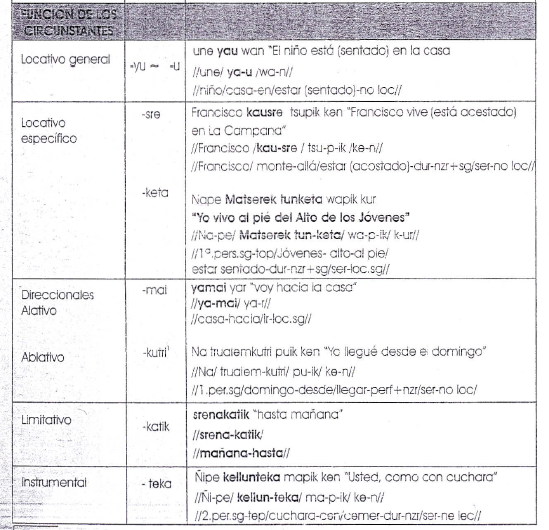 FUNCION DE LOS
CIRCUNSTANTES
Locativo general
-yu ~ -u
une yau wan "El niño está (sentado) en la casa
//une/ ya-u /wa-n//
//niño/casa-en/estar (sentado)-no loc//
Locativo
específico
-sre
Francisco kausre tsupik ken "Francisco vive (está acostado)
en La Campana"
//Francisco /kau-sre / tsu-p-ik /ke-n//
//Francisco/ monte-allá/estar (acostado)-dur-nzr+sg/ser-no loc//
-keta
Nape Matserek tunketa wapik kur
"Yo vivo al pié del Alto de los Jóvenes"
//Na-pe/ Matserek tun-keta/ wa-p-ik/ k-ur//
//1ª.pers.sg-top/Jóvenes- alto-al pie/
estar sentado-dur-nzr+sg/ser-loc.sg//
Direccionales
Alativo
-mai
yamai yar "voy hacia la casa"
//ya-mai/ ya-r//
//casa-hacia/ir-loc.sg//
Ablativo
-kutri¹
Na truaiemkutri puik ken "Yo llegué desde el domingo"
//Na/ truaiem-kutri/ pu-ik/ ke-n//
//1.per.sg/domingo-desde/llegar-perf+nzr/ser-no loc/
Limitativo
-katik
srenakatik "hasta mañana"
//srena-katik/
//mañana-hasta//
Instrumental
- teka
Ñipe kellunteka mapik ken "Usted, como con cuchara"
//Ñi-pe/ kellun-teka/ ma-p-ik/ ke-n//
//2.per.sg-top/cuchara-con/comer-dur-nzr/ser-no loc//